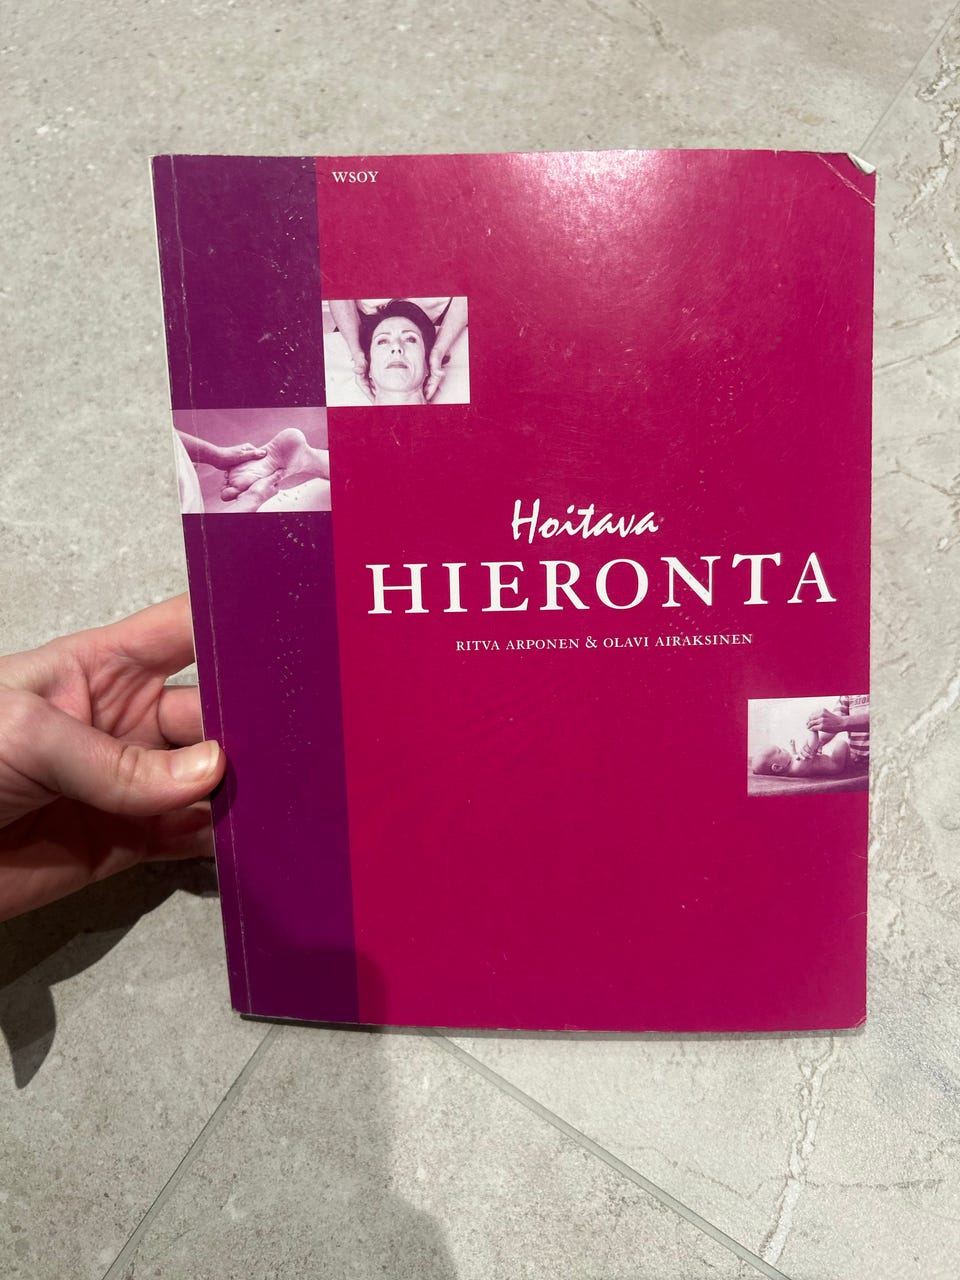 WSOY
Hoitava
HIERONTA
RITVA ARPONEN & OLAVI AIRAKSINEN